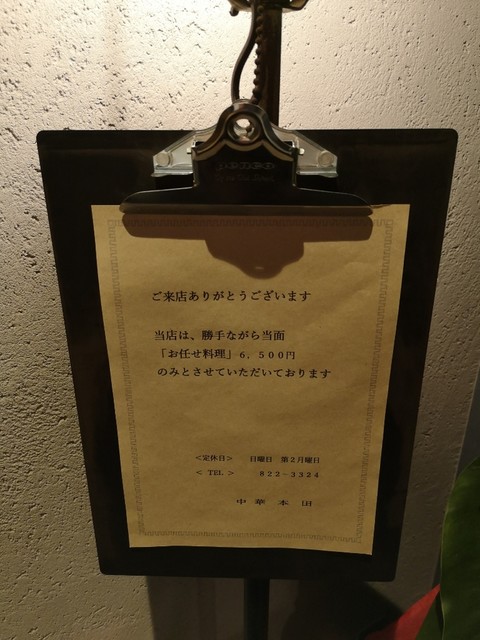 ご来店ありがとうございます
当店は、勝手ながら当面
「お任せ料理」6,500円
のみとさせていただいております
<定休日> 日曜日 第2月曜日
< TEL > 822-3324
中 華 本 田